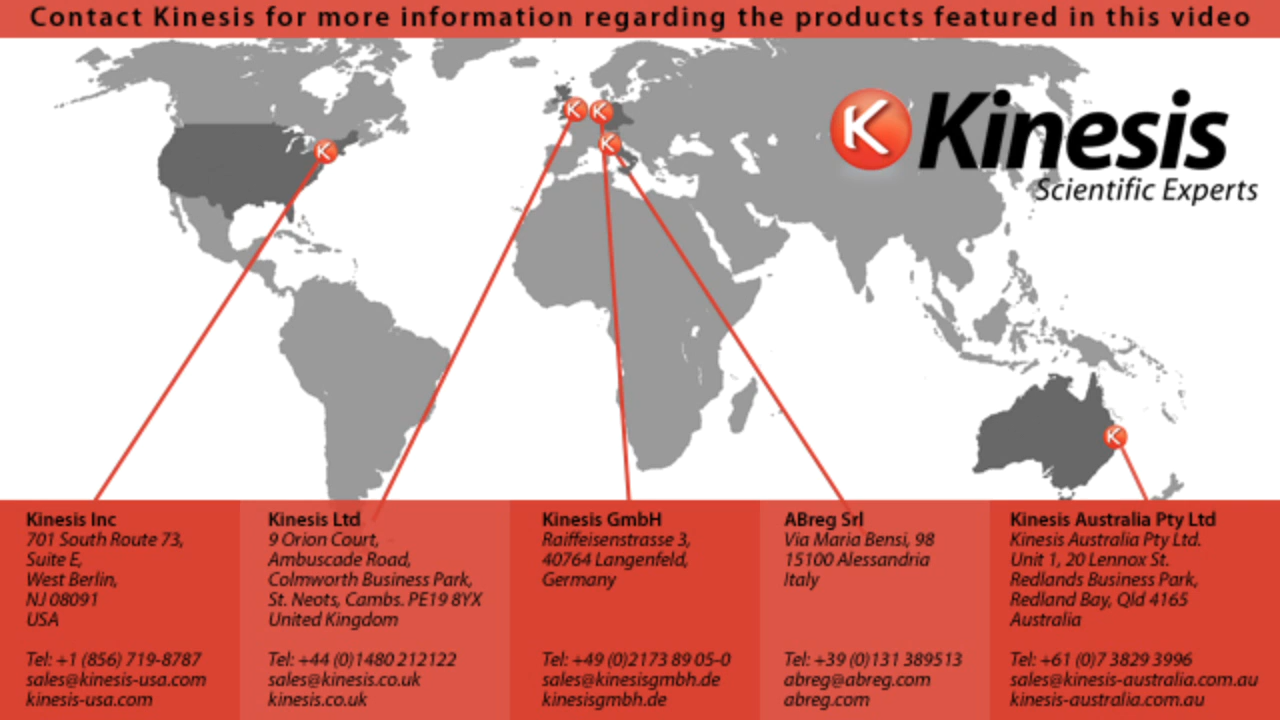 Contact Kinesis for more information regarding the products featured in this video
K Kinesis
Scientific Experts
K
K
K
K
K
Kinesis Inc
701 South Route 73,
Suite E,
West Berlin,
NJ 08091
USA
Tel: +1 (856) 719-8787
sales@kinesis-usa.com
kinesis-usa.com
Kinesis Ltd
9 Orion Court,
Ambuscade Road,
Colmworth Business Park,
St. Neots, Cambs. PE19 8YX
United Kingdom
Tel: +44 (0)1480 212122
sales@kinesis.co.uk
kinesis.co.uk
Kinesis GmbH
Raiffeisenstrasse 3,
40764 Langenfeld,
Germany
Tel: +49 (0)2173 89 05-0
sales@kinesisgmbh.de
kinesisgmbh.de
ABreg Srl
Via Maria Bensi, 98
15100 Alessandria
Italy
Tel: +39 (0)131 389513
abreg@abreg.com
abreg.com
Kinesis Australia Pty Ltd
Kinesis Australia Pty Ltd.
Unit 1, 20 Lennox St.
Redlands Business Park,
Redland Bay, Qld 4165
Australia
Tel: +61 (0)7 3829 3996
sales@kinesis-australia.com.au
kinesis-australia.com.au